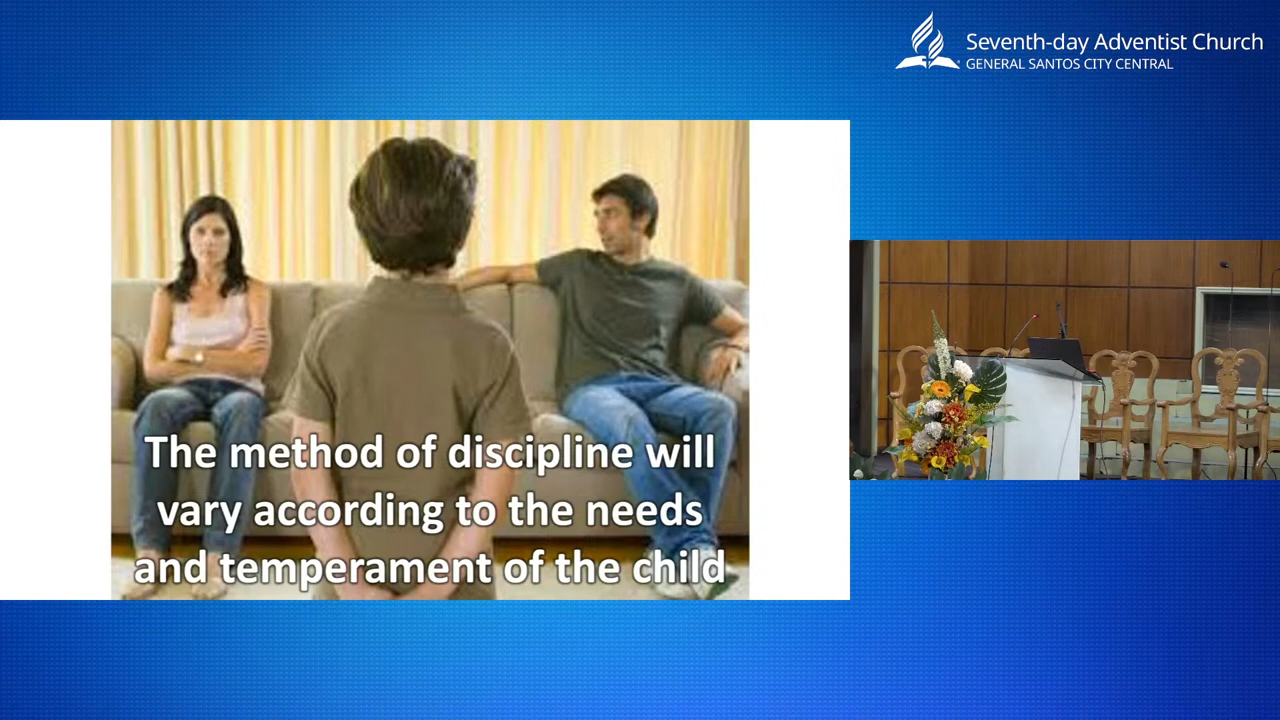 Seventh-day Adventist Church
GENERAL SANTOS CITY CENTRAL
The method of discipline will
vary according to the needs
and temperament of the child